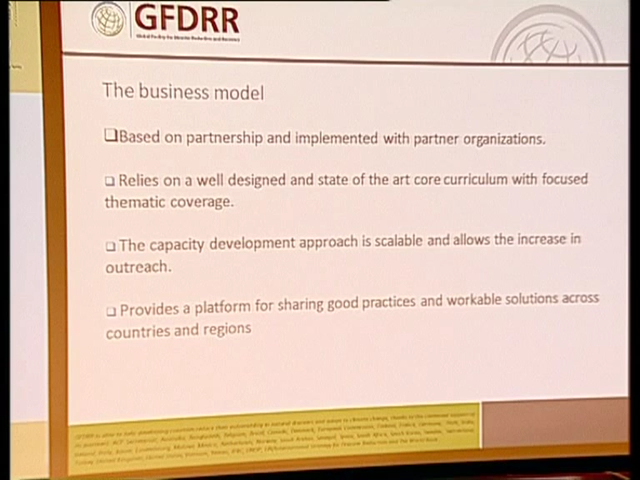 GFDRR
Global Facility for Disaster Reduction and Recovery
The business model
❑Based on partnership and implemented with partner organizations.
❑ Relies on a well designed and state of the art core curriculum with focused
thematic coverage.
❑ The capacity development approach is scalable and allows the increase in
outreach.
❑ Provides a platform for sharing good practices and workable solutions across
countries and regions